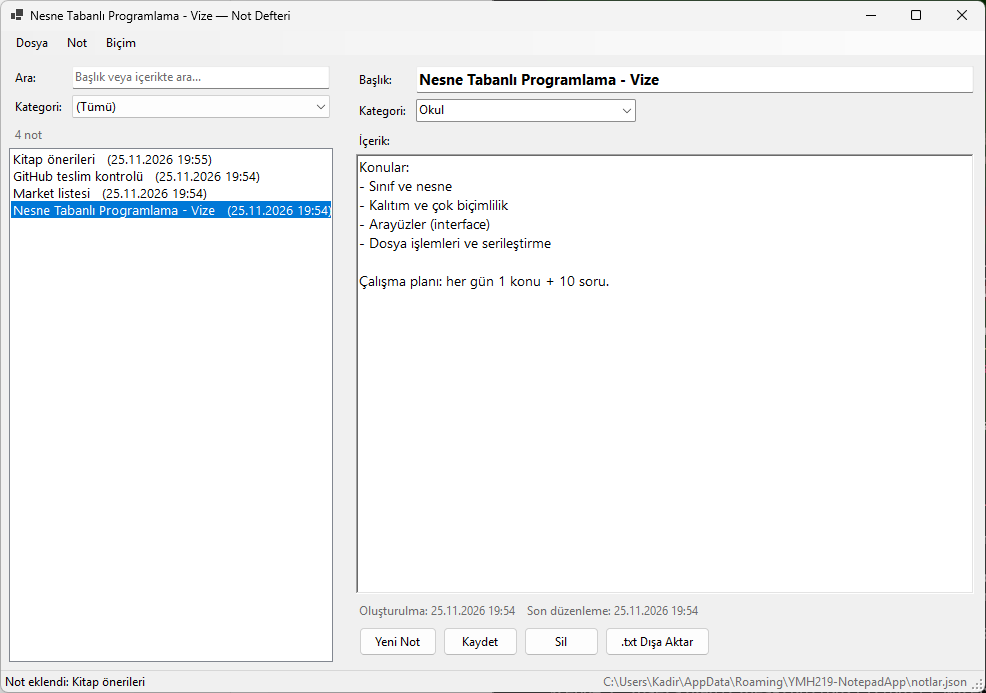 Nesne Tabanlı Programlama - Vize — Not Defteri
Dosya Not Biçim
Ara: Başlık veya içerikte ara...
Kategori: (Tümü)
4 not
Kitap önerileri (25.11.2026 19:55)
GitHub teslim kontrolü (25.11.2026 19:54)
Market listesi (25.11.2026 19:54)
Nesne Tabanlı Programlama - Vize (25.11.2026 19:54)
Başlık: Nesne Tabanlı Programlama - Vize
Kategori: Okul
İçerik:
Konular:
- Sınıf ve nesne
- Kalıtım ve çok biçimlilik
- Arayüzler (interface)
- Dosya işlemleri ve serileştirme
Çalışma planı: her gün 1 konu + 10 soru.
Oluşturulma: 25.11.2026 19:54 Son düzenleme: 25.11.2026 19:54
Yeni Not Kaydet Sil .txt Dışa Aktar
Not eklendi: Kitap önerileri C:\Users\Kadir\AppData\Roaming\YMH219-NotepadApp\notlar.json